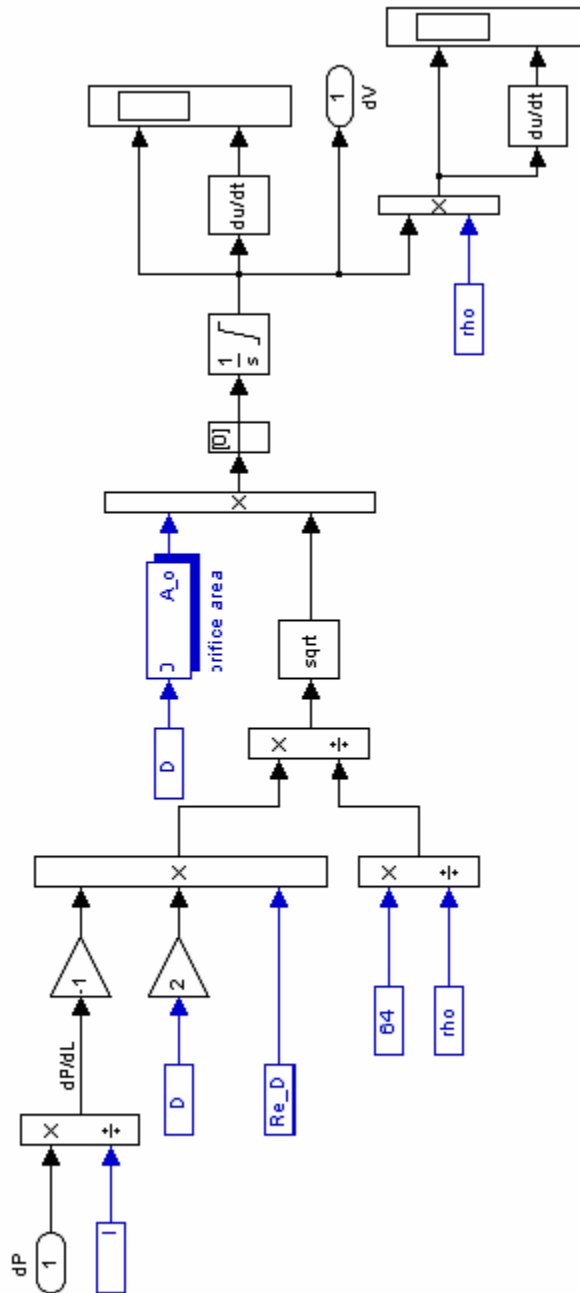 dP
1
l
×
÷
dP/dL
-1
D
2
Re_D
×
64
rho
×
÷
×
÷
sqrt
D
A_o
orifice area
×
[0]
1
s
du/dt
1
dV
rho
×
du/dt